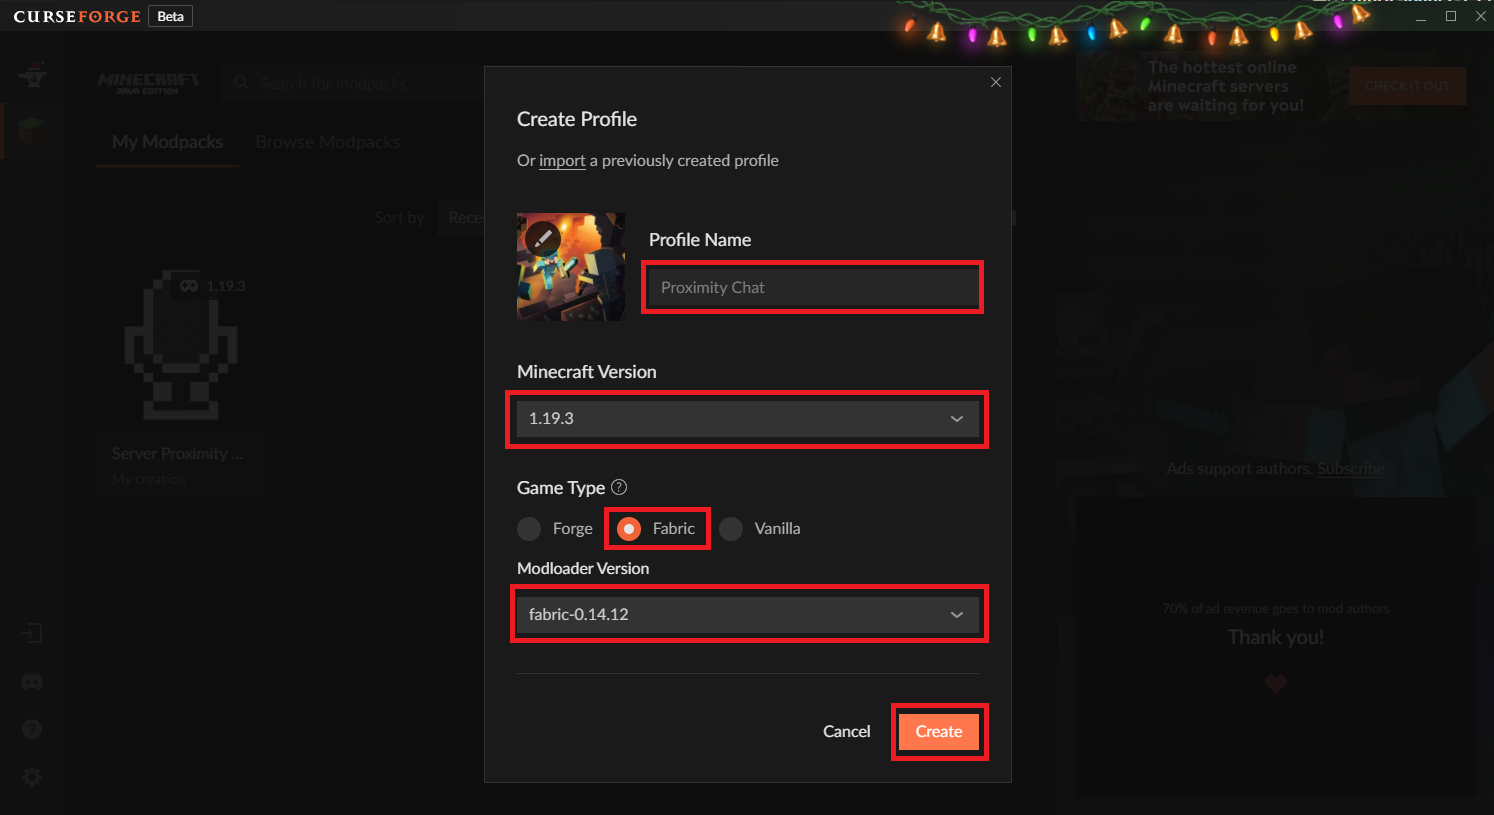 CURSEFORGE Beta
MINECRAFT
JAVA EDITION
Search for modpacks
The hottest online
Minecraft servers
are waiting for you!
CHECK IT OUT
My Modpacks
Browse Modpacks
Sort by
Rece
1.19.3
Server Proximity ...
My creation
Create Profile
Or import a previously created profile
Profile Name
Proximity Chat
Minecraft Version
1.19.3
Game Type
Forge Fabric Vanilla
Modloader Version
fabric-0.14.12
Cancel Create
Ads support authors. Subscribe
70% of ad revenue goes to mod authors
Thank you!